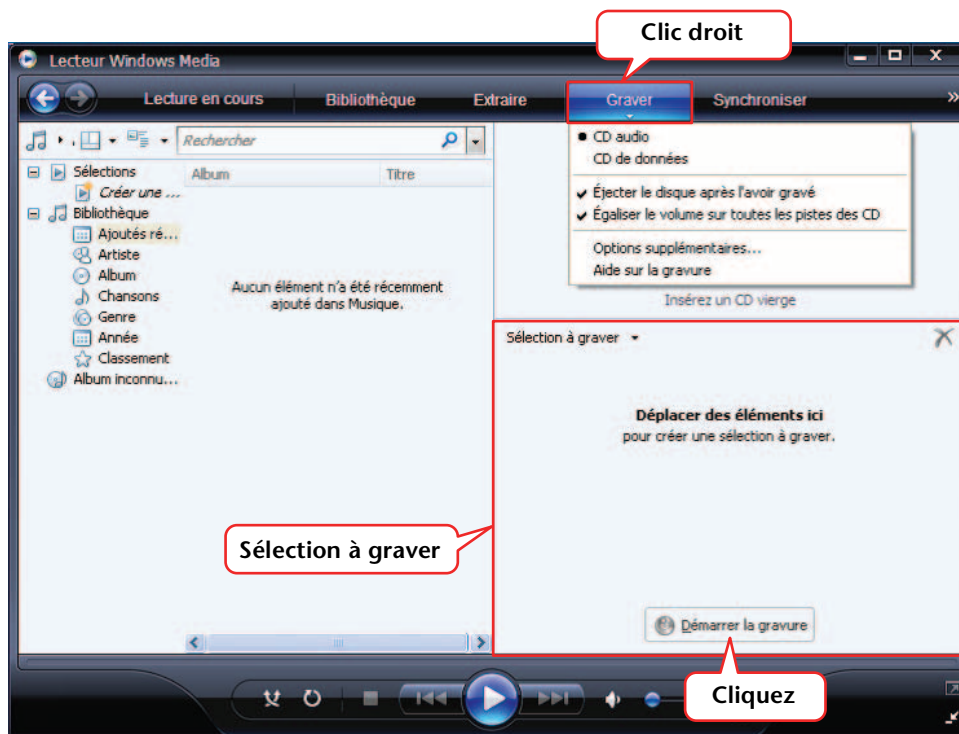 Clic droit
Lecteur Windows Media
Lecture en cours
Bibliothèque
Extraire
Graver
Synchroniser
»
Rechercher
CD audio
CD de données
Éjecter le disque après l'avoir gravé
Égaliser le volume sur toutes les pistes des CD
Options supplémentaires...
Aide sur la gravure
Insérez un CD vierge
Sélections
Créer une ...
Bibliothèque
Ajoutés ré...
Artiste
Album
Chansons
Genre
Année
Classement
Album inconnu...
Album
Titre
Aucun élément n'a été récemment
ajouté dans Musique.
Sélection à graver
Déplacer des éléments ici
pour créer une sélection à graver.
Sélection à graver
Démarrer la gravure
Cliquez